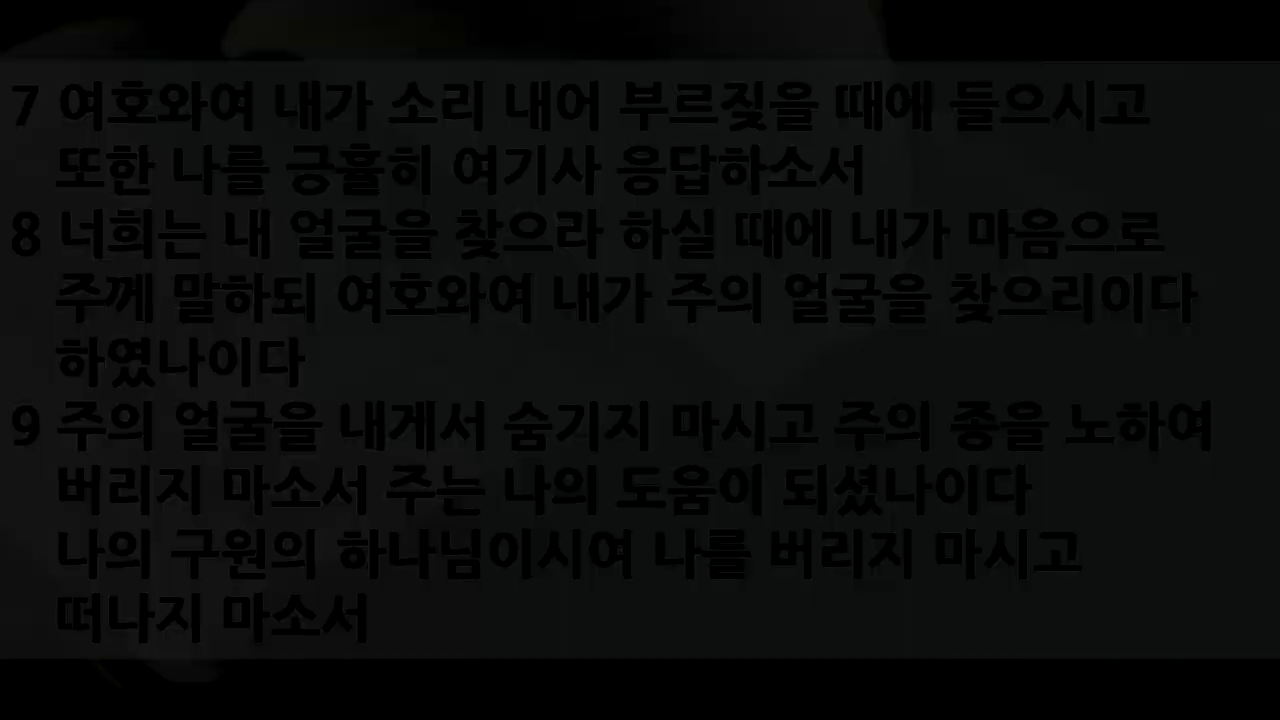 7 여호와여 내가 소리 내어 부르짖을 때에 들으시고
또한 나를 긍휼히 여기사 응답하소서
8 너희는 내 얼굴을 찾으라 하실 때에 내가 마음으로
주께 말하되 여호와여 내가 주의 얼굴을 찾으리이다
하였나이다
9 주의 얼굴을 내게서 숨기지 마시고 주의 종을 노하여
버리지 마소서 주는 나의 도움이 되셨나이다
나의 구원의 하나님이시여 나를 버리지 마시고
떠나지 마소서